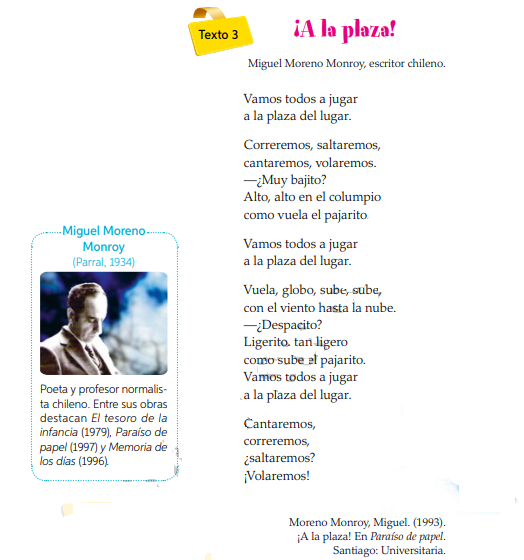 Texto 3
¡A la plaza!
Miguel Moreno Monroy, escritor chileno.
Vamos todos a jugar
a la plaza del lugar.
Correremos, saltaremos,
cantaremos, volaremos.
—¿Muy bajito?
Alto, alto en el columpio
como vuela el pajarito.
Vamos todos a jugar
a la plaza del lugar.
Vuela, globo, sube, sube,
con el viento hasta la nube.
—¿Despacito?
Ligerito, tan ligero
como sube el pajarito.
Vamos todos a jugar
a la plaza del lugar.
Cantaremos,
correremos,
¿saltaremos?
¡Volaremos!
Miguel Moreno
Monroy
(Parral, 1934)
Poeta y profesor normalis-
ta chileno. Entre sus obras
destacan El tesoro de la
infancia (1979), Paraíso de
papel (1997) y Memoria de
los días (1996).
Moreno Monroy, Miguel. (1993).
¡A la plaza! En Paraíso de papel.
Santiago: Universitaria.